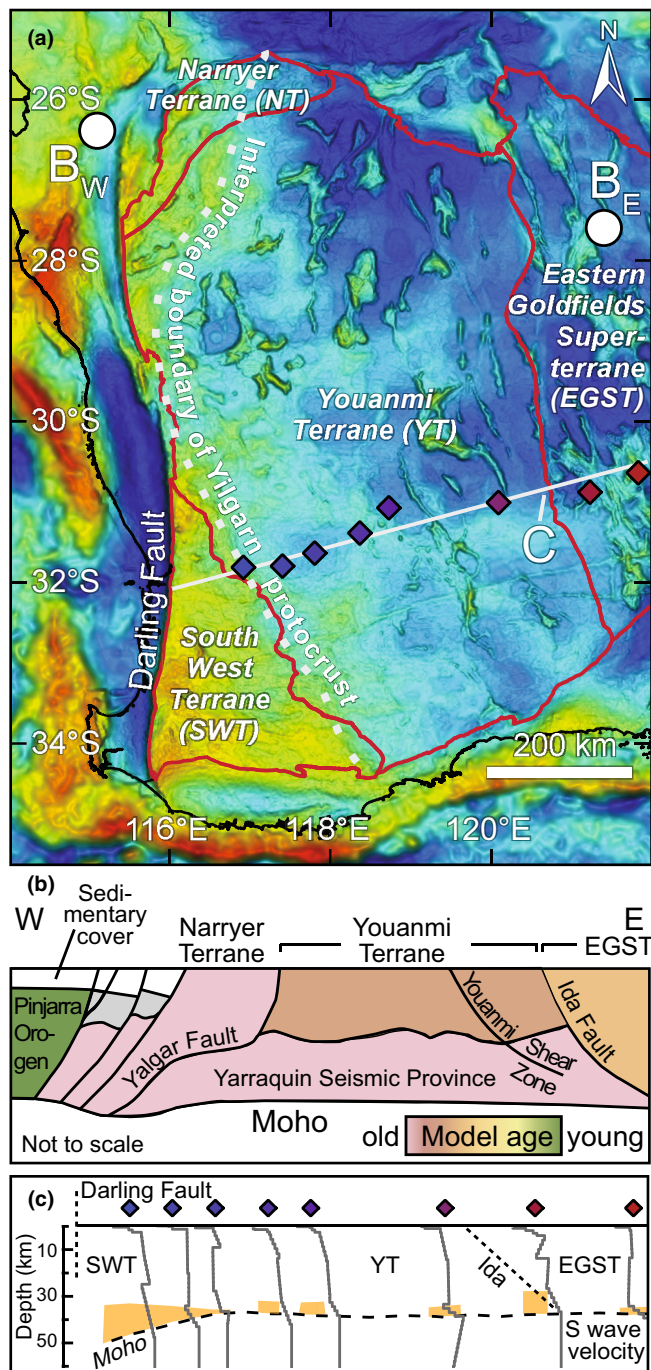 (a)
N
Narryer
Terrane (NT)
26°S
B
W
B
E
Interpreted boundary of Yilgarn protocrust
28°S
Eastern
Goldfields
Super-
terrane
(EGST)
Youanmi
Terrane (YT)
30°S
C
32°S
Darling Fault
South
West
Terrane
(SWT)
34°S
200 km
116°E
118°E
120°E
(b)
Sedi-
mentary
cover
W
E
Narryer
Terrane
Youanmi
Terrane
EGST
Pinjarra
Oro-
gen
Yalgar Fault
Youanmi
Shear
Zone
Ida Fault
Yarraquin Seismic Province
Moho
Not to scale
old
Model age
young
(c)
Darling Fault
Depth (km)
10
30
50
SWT
YT
Ida
EGST
Moho
S wave
velocity